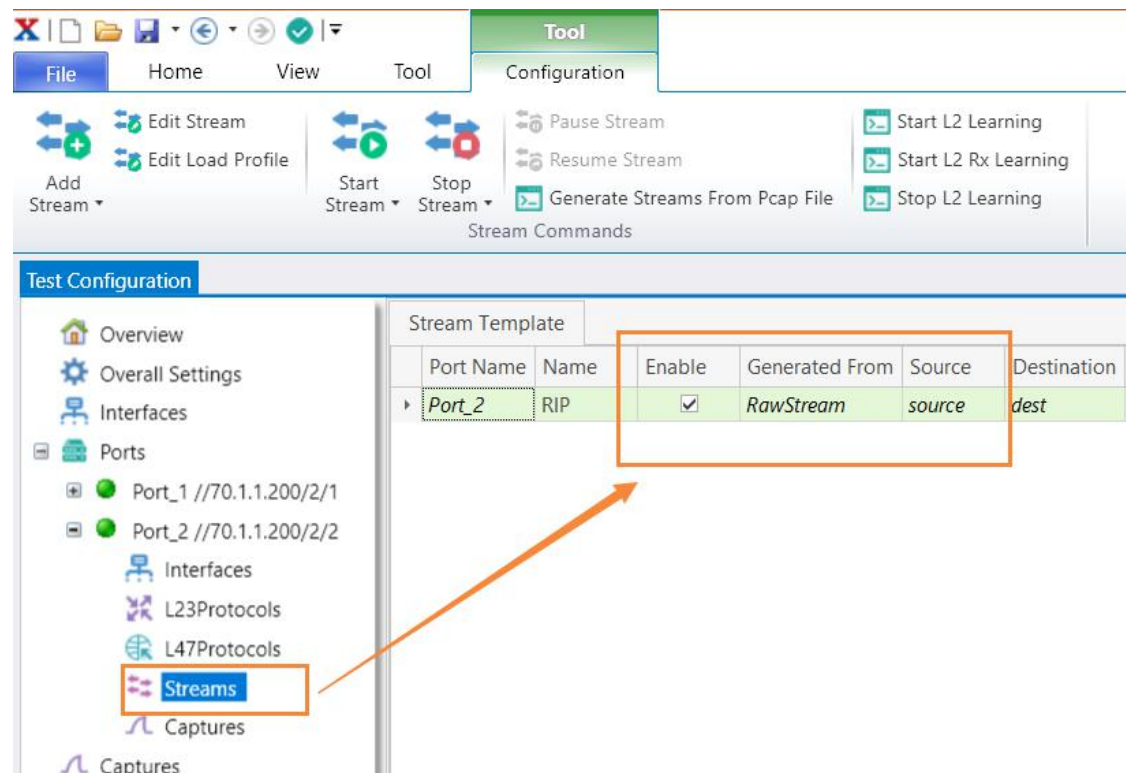 Tool
File Home View Tool Configuration
Edit Stream
Edit Load Profile
Add
Stream
Start
Stream
Stop
Stream
Pause Stream
Resume Stream
Generate Streams From Pcap File
Start L2 Learning
Start L2 Rx Learning
Stop L2 Learning
Stream Commands
Test Configuration
Overview
Overall Settings
Interfaces
Ports
Port_1 //70.1.1.200/2/1
Port_2 //70.1.1.200/2/2
Interfaces
L23Protocols
L47Protocols
Streams
Captures
Captures
Stream Template
Port Name Name Enable Generated From Source Destination
Port_2 RIP RawStream source dest